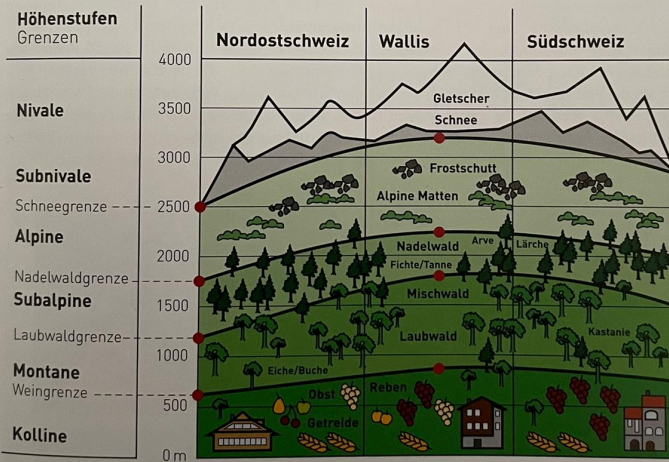 Höhenstufen
Grenzen
Nordostschweiz
Wallis
Südschweiz
4000
Nivale
3500
Gletscher
Schnee
3000
Subnivale
Frostschutt
Schneegrenze
2500
Alpine Matten
Alpine
Nadelwald
Arve
Lärche
2000
Fichte/Tanne
Nadelwaldgrenze
Subalpine
Mischwald
1500
Laubwaldgrenze
Laubwald
Kastanie
1000
Montane
Eiche/Buche
Weingrenze
Obst
Reben
500
Getreide
Kolline
0 m